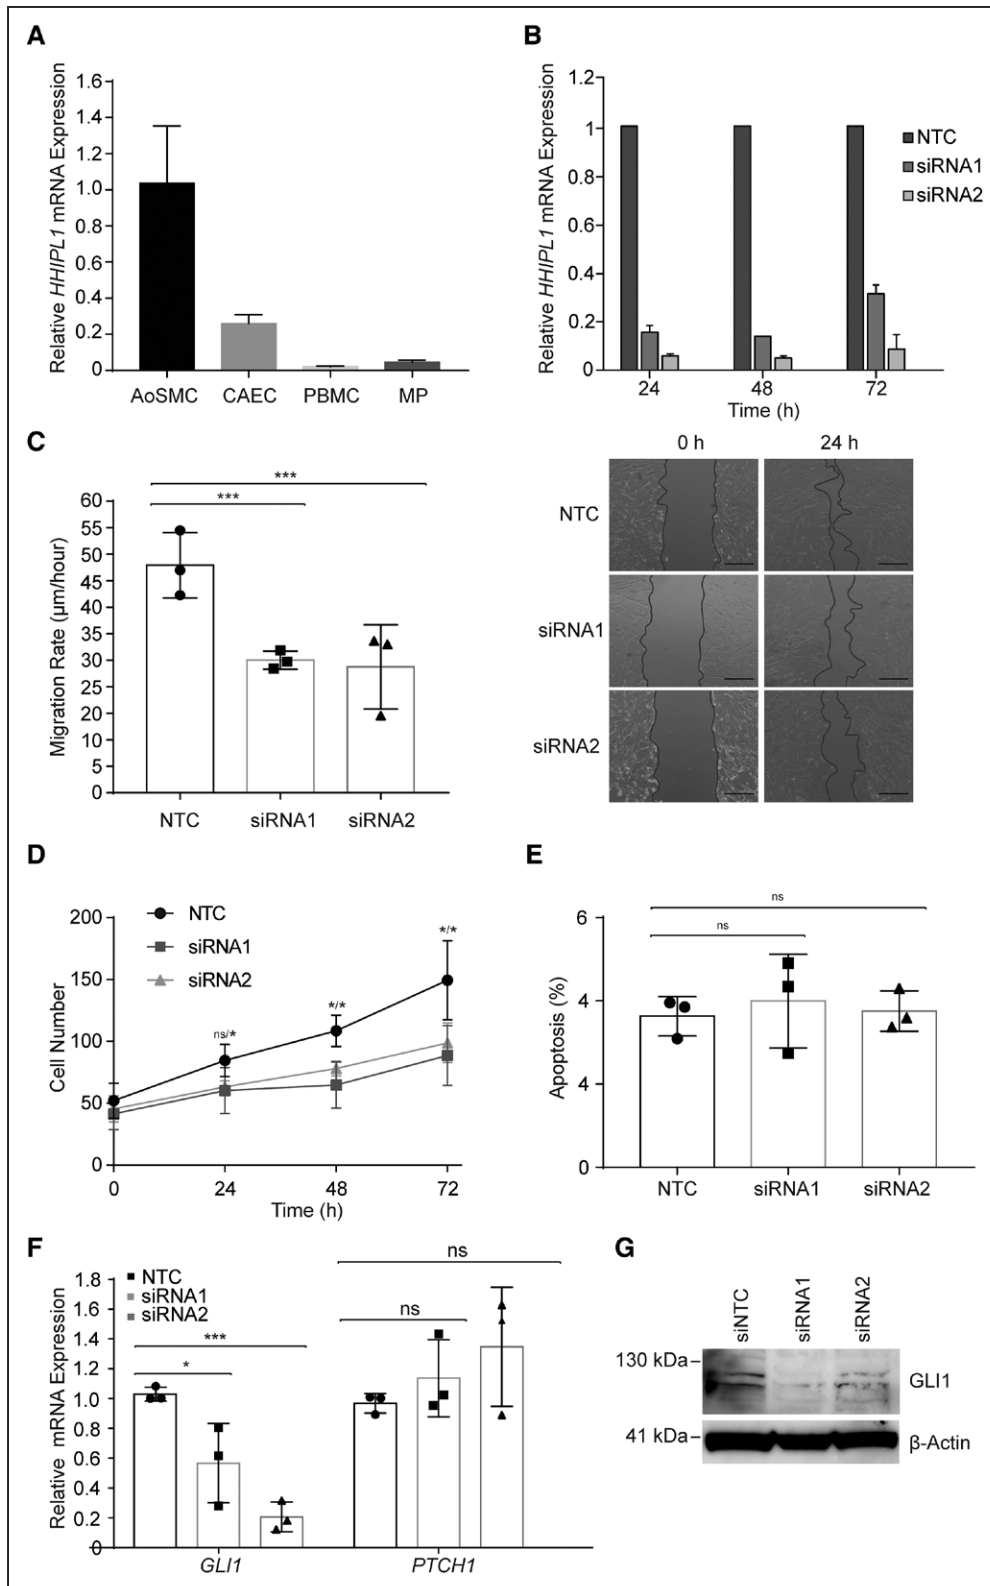 A
Relative HHIPL1 mRNA Expression
1.6
1.4
1.2
1.0
0.8
0.6
0.4
0.2
0
AoSMC CAEC PBMC MP
B
Relative HHIPL1 mRNA Expression
1.2
1
0.8
0.6
0.4
0.2
0
24 48 72
Time (h)
NTC
siRNA1
siRNA2
C
Migration Rate (µm/hour)
60
55
50
45
40
35
30
25
20
15
10
5
0
***
***
NTC siRNA1 siRNA2
0 h 24 h
NTC
siRNA1
siRNA2
D
Cell Number
200
150
100
50
0
NTC
siRNA1
siRNA2
ns/*
*/*
*/*
0 24 48 72
Time (h)
E
Apoptosis (%)
6
4
4
0
ns
ns
NTC siRNA1 siRNA2
F
Relative mRNA Expression
1.8
1.6
1.4
1.2
1.0
0.8
0.6
0.4
0.2
0
NTC
siRNA1
siRNA2
***
*
ns
ns
GLI1 PTCH1
G
siNTC siRNA1 siRNA2
130 kDa
GLI1
41 kDa
β-Actin